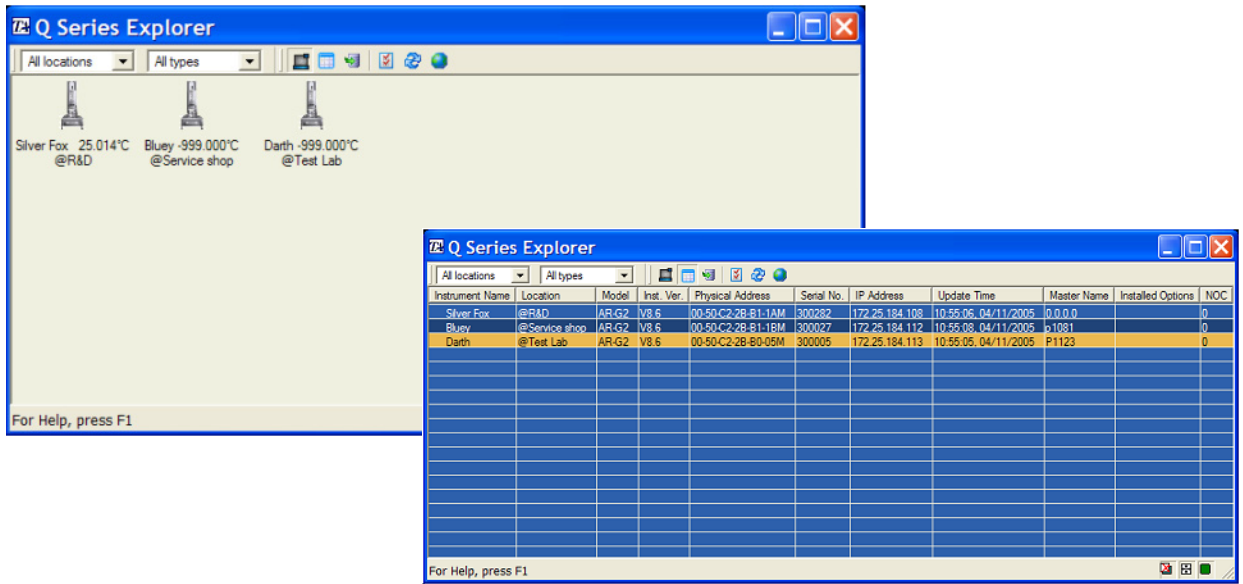 TA Q Series Explorer
All locations All types
Silver Fox 25.014°C Bluey -999.000°C Darth -999.000°C
@R&D @Service shop @Test Lab
For Help, press F1
TA Q Series Explorer
All locations All types
Instrument Name Location Model Inst. Ver. Physical Address Serial No. IP Address Update Time Master Name Installed Options NOC
Silver Fox @R&D AR-G2 V8.6 00-50-C2-2B-B1-1AM 300282 172.25.184.108 10:55:06, 04/11/2005 0.0.0.0 0
Bluey @Service shop AR-G2 V8.6 00-50-C2-2B-B1-1BM 300027 172.25.184.112 10:55:08, 04/11/2005 p1081 0
Darth @Test Lab AR-G2 V8.6 00-50-C2-2B-B0-05M 300005 172.25.184.113 10:55:05, 04/11/2005 P1123 0
For Help, press F1